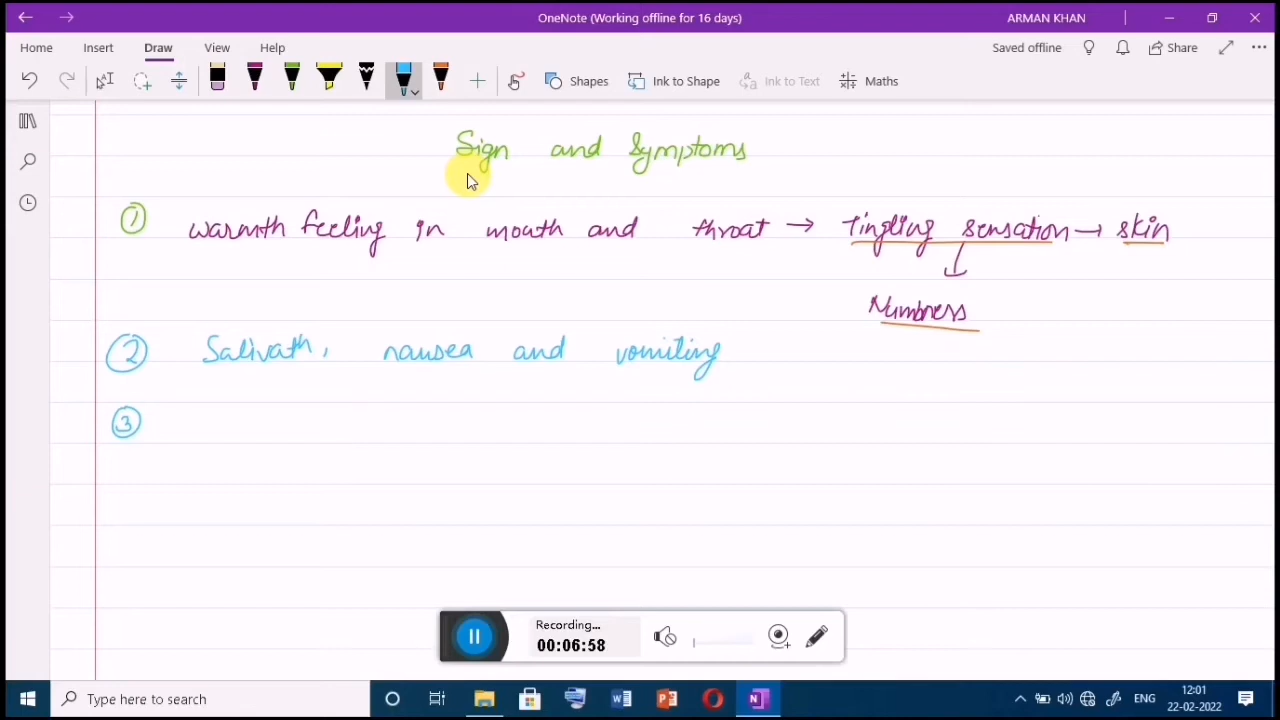 OneNote (Working offline for 16 days)
ARMAN KHAN
Home Insert Draw View Help
Saved offline
Share
Shapes
Ink to Shape
Ink to Text
Maths
Sign and Symptoms
① warmth feeling in mouth and throat → Tingling sensation → skin
↓
Numbness
② Salivath, nausea and vomiting
③
Recording...
00:06:58
Type here to search
ENG
12:01
22-02-2022